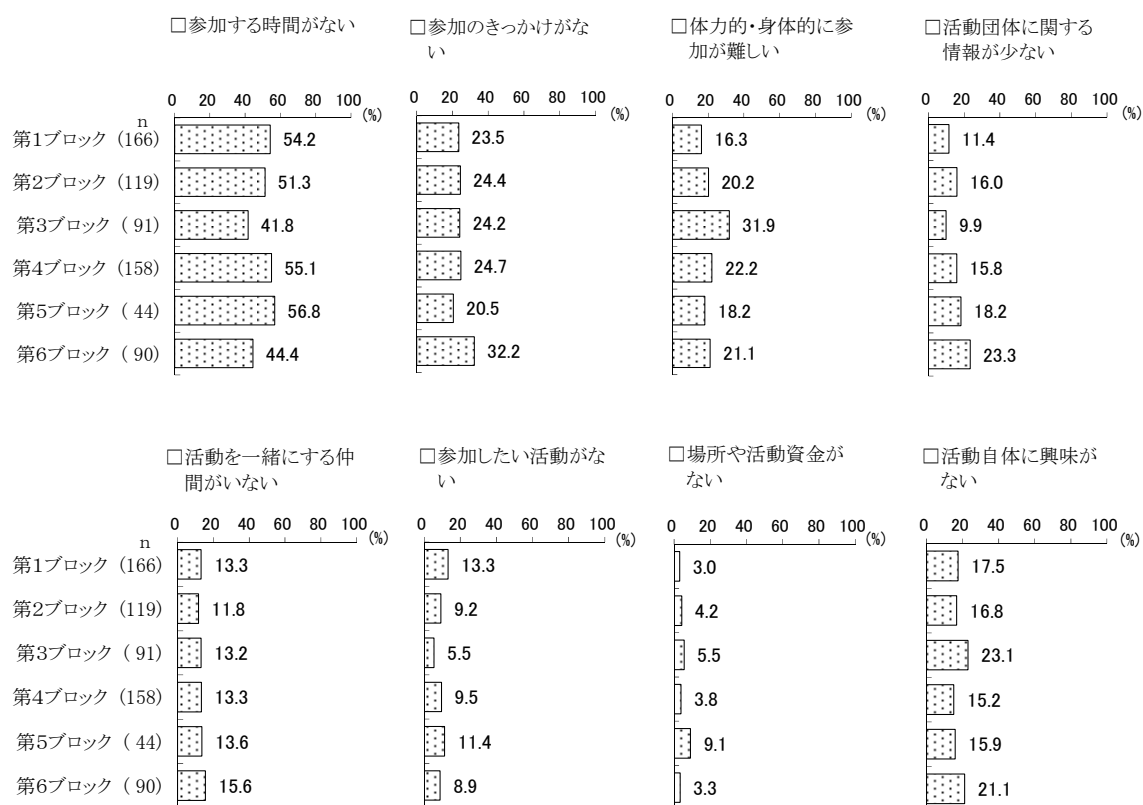 □参加する時間がない
□参加のきっかけがな
い
□体力的・身体的に参
加が難しい
□活動団体に関する
情報が少ない
0 20 40 60 80 100 (%)
0 20 40 60 80 100 (%)
0 20 40 60 80 100 (%)
0 20 40 60 80 100 (%)
n
第1ブロック (166) 54.2 23.5 16.3 11.4
第2ブロック (119) 51.3 24.4 20.2 16.0
第3ブロック ( 91) 41.8 24.2 31.9 9.9
第4ブロック (158) 55.1 24.7 22.2 15.8
第5ブロック ( 44) 56.8 20.5 18.2 18.2
第6ブロック ( 90) 44.4 32.2 21.1 23.3
□活動を一緒にする仲
間がいない
□参加したい活動がな
い
□場所や活動資金が
ない
□活動自体に興味が
ない
0 20 40 60 80 100 (%)
0 20 40 60 80 100 (%)
0 20 40 60 80 100 (%)
0 20 40 60 80 100 (%)
n
第1ブロック (166) 13.3 13.3 3.0 17.5
第2ブロック (119) 11.8 9.2 4.2 16.8
第3ブロック ( 91) 13.2 5.5 5.5 23.1
第4ブロック (158) 13.3 9.5 3.8 15.2
第5ブロック ( 44) 13.6 11.4 9.1 15.9
第6ブロック ( 90) 15.6 8.9 3.3 21.1